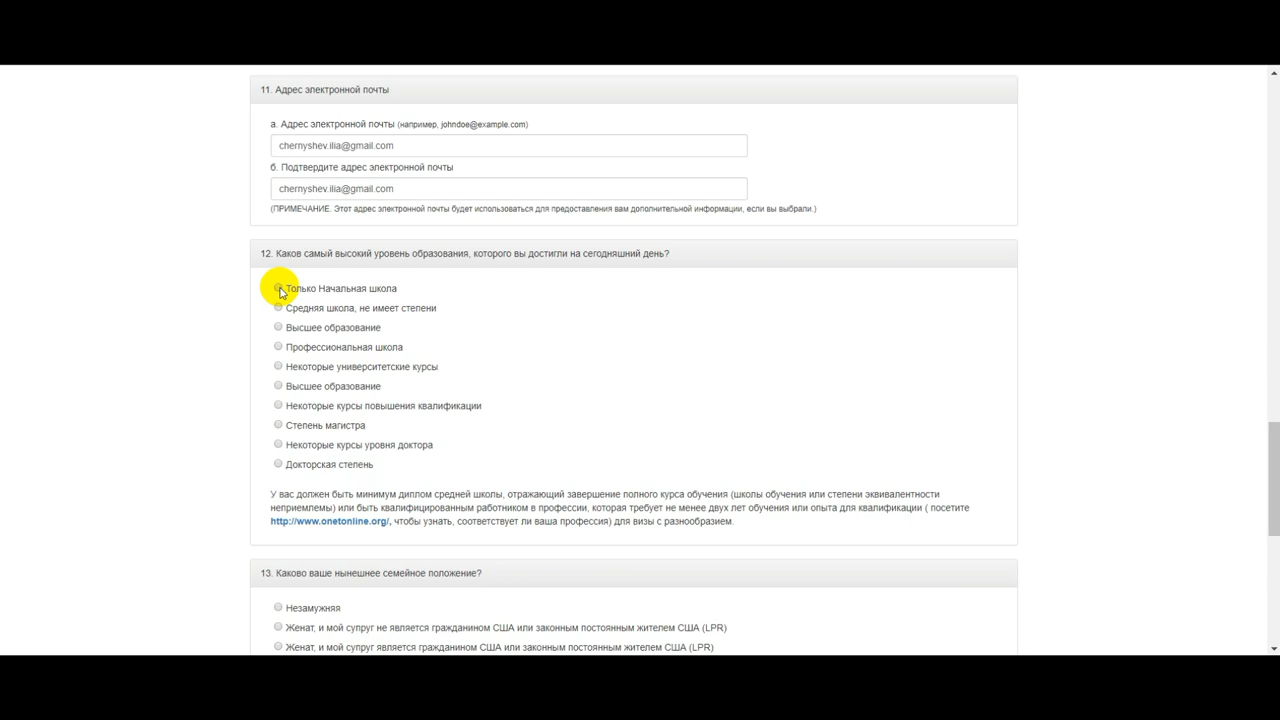 11. Адрес электронной почты
а. Адрес электронной почты (например, johndoe@example.com)
chernyshev.ilia@gmail.com
б. Подтвердите адрес электронной почты
chernyshev.ilia@gmail.com
(ПРИМЕЧАНИЕ. Этот адрес электронной почты будет использоваться для предоставления вам дополнительной информации, если вы выбрали.)
12. Каков самый высокий уровень образования, которого вы достигли на сегодняшний день?
Только Начальная школа
Средняя школа, не имеет степени
Высшее образование
Профессиональная школа
Некоторые университетские курсы
Высшее образование
Некоторые курсы повышения квалификации
Степень магистра
Некоторые курсы уровня доктора
Докторская степень
У вас должен быть минимум диплом средней школы, отражающий завершение полного курса обучения (школы обучения или степени эквивалентности
неприемлемы) или быть квалифицированным работником в профессии, которая требует не менее двух лет обучения или опыта для квалификации ( посетите
http://www.onetonline.org/, чтобы узнать, соответствует ли ваша профессия) для визы с разнообразием.
13. Каково ваше нынешнее семейное положение?
Незамужняя
Женат, и мой супруг не является гражданином США или законным постоянным жителем США (LPR)
Женат, и мой супруг является гражданином США или законным постоянным жителем США (LPR)